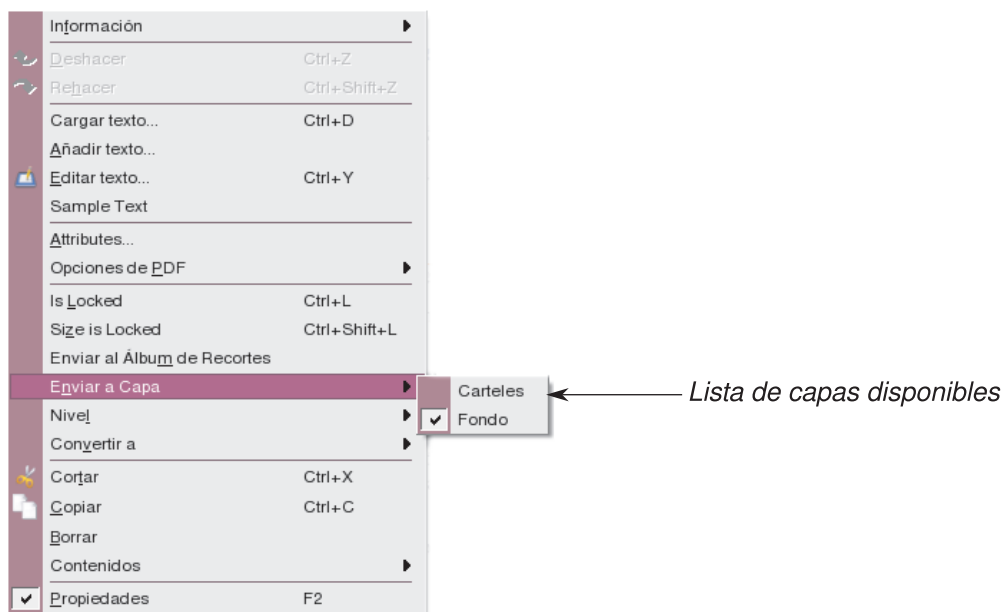 Información
Deshacer Ctrl+Z
Rehacer Ctrl+Shift+Z
Cargar texto... Ctrl+D
Añadir texto...
Editar texto... Ctrl+Y
Sample Text
Attributes...
Opciones de PDF
Is Locked Ctrl+L
Size is Locked Ctrl+Shift+L
Enviar al Álbum de Recortes
Enviar a Capa
Carteles
Fondo
Lista de capas disponibles
Nivel
Convertir a
Cortar Ctrl+X
Copiar Ctrl+C
Borrar
Contenidos
Propiedades F2